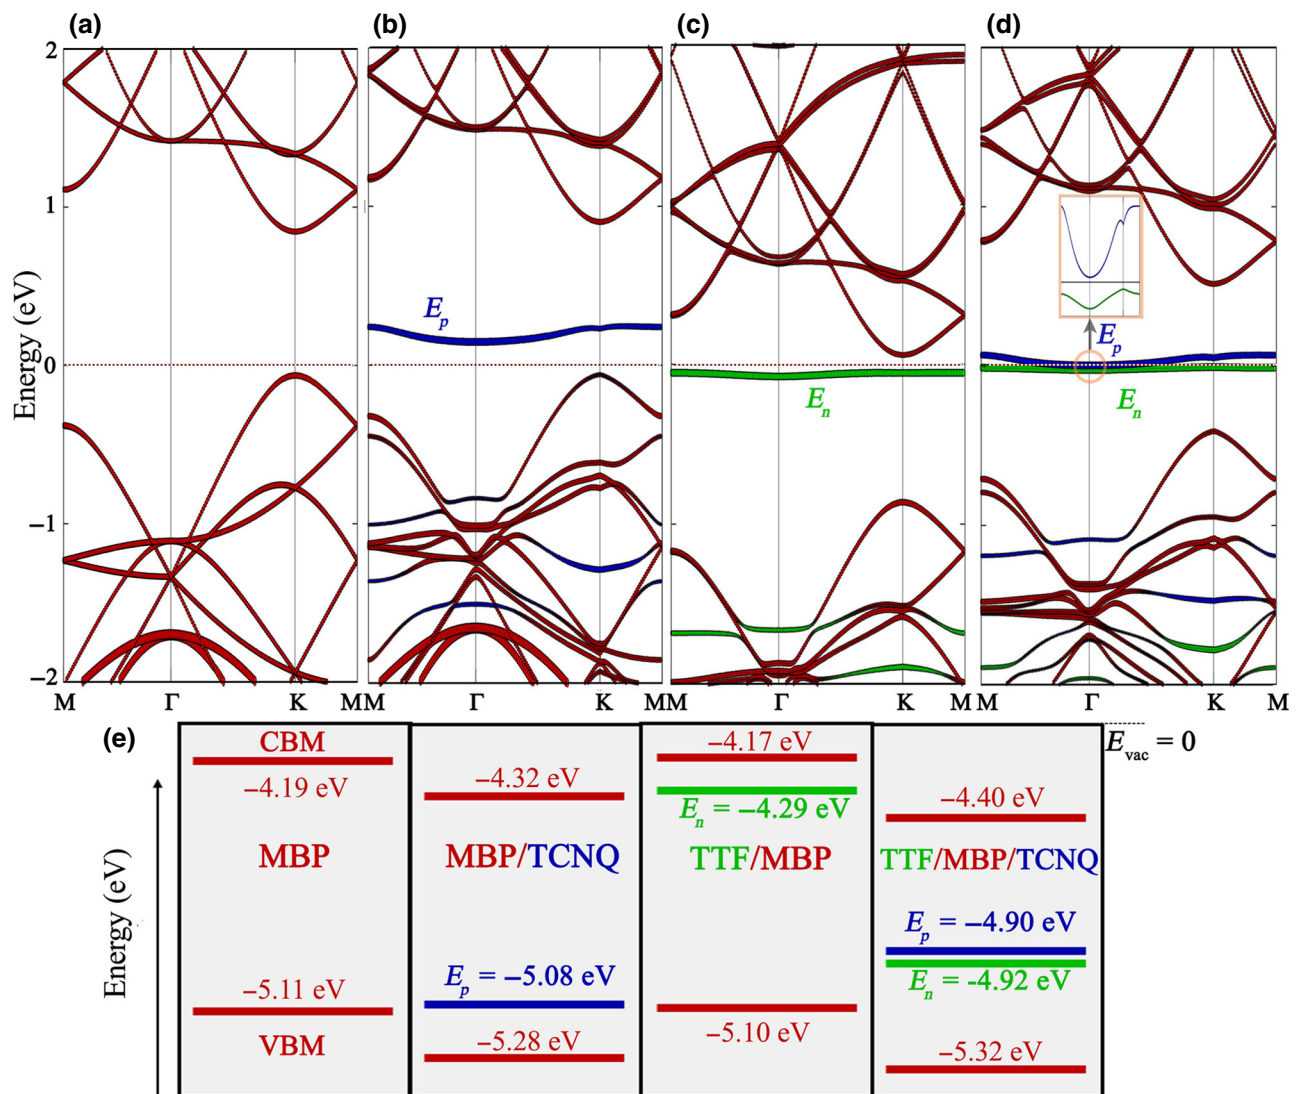 (a) (b) (c) (d)
Energy (eV)
2
1
0
−1
−2
E_p
E_n
E_p
E_n
M Γ K M
M Γ K M
M Γ K M
M Γ K M
(e)
Energy (eV)
CBM
−4.19 eV
MBP
−5.11 eV
VBM
−4.32 eV
MBP/TCNQ
E_p = −5.08 eV
−5.28 eV
−4.17 eV
E_n = −4.29 eV
TTF/MBP
−5.10 eV
E_vac = 0
−4.40 eV
TTF/MBP/TCNQ
E_p = −4.90 eV
E_n = -4.92 eV
−5.32 eV